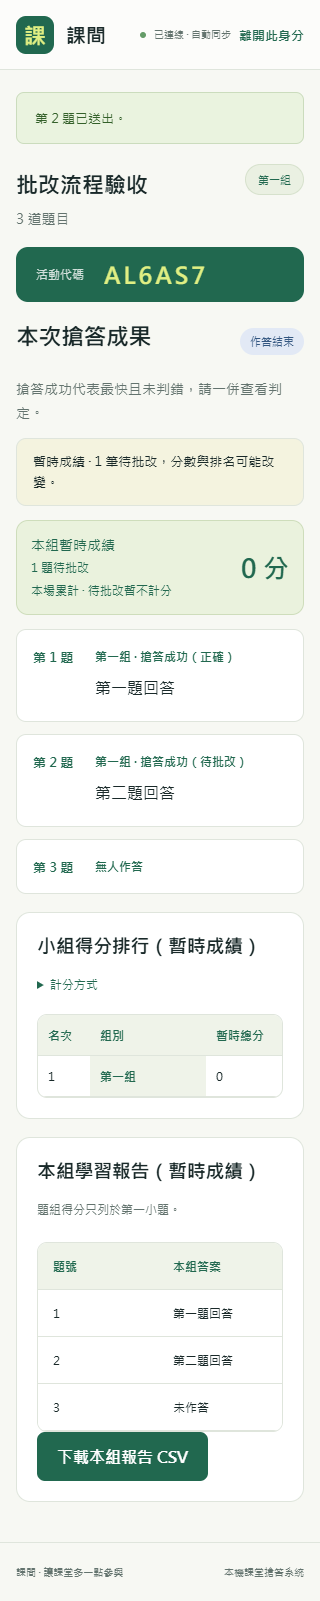 課 課間 已連線 · 自動同步 離開此身分
第 2 題已送出。
批改流程驗收 第一組
3 道題目
活動代碼 AL6AS7
本次搶答成果 作答結束
搶答成功代表最快且未判錯，請一併查看判
定。
暫時成績 · 1 筆待批改，分數與排名可能改
變。
本組暫時成績
1 題待批改
本場累計 · 待批改暫不計分
0 分
第 1 題 第一組 · 搶答成功（正確）
第一題回答
第 2 題 第一組 · 搶答成功（待批改）
第二題回答
第 3 題 無人作答
小組得分排行（暫時成績）
▶ 計分方式
名次 組別 暫時總分
1 第一組 0
本組學習報告（暫時成績）
題組得分只列於第一小題。
題號 本組答案
1 第一題回答
2 第二題回答
3 未作答
下載本組報告 CSV
課間 · 讓課堂多一點參與 本機課堂搶答系統